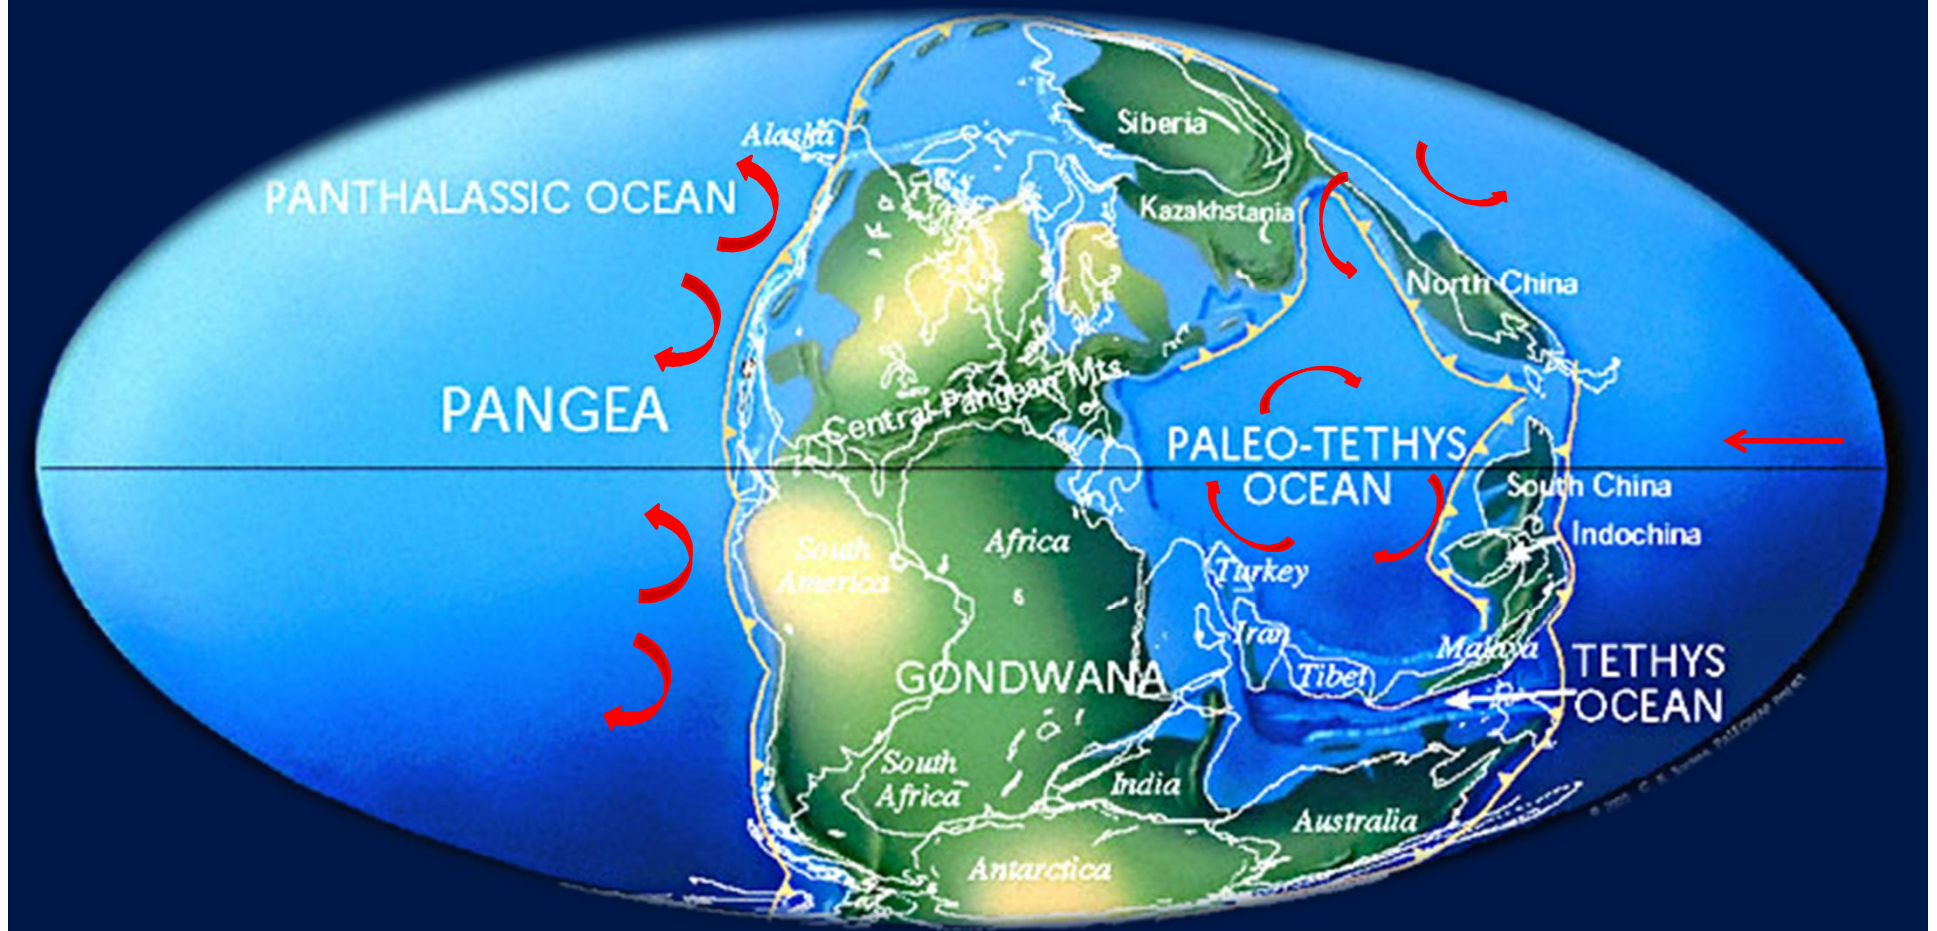 Siberia
Alaska
PANTHALASSIC OCEAN
Kazakhstania
North China
Central Pangean Mts.
PANGEA
PALEO-TETHYS
OCEAN
South China
Indochina
South
America
Africa
Turkey
Iran
Malaya
Tibet
GONDWANA
TETHYS
OCEAN
South
Africa
India
Australia
Antarctica